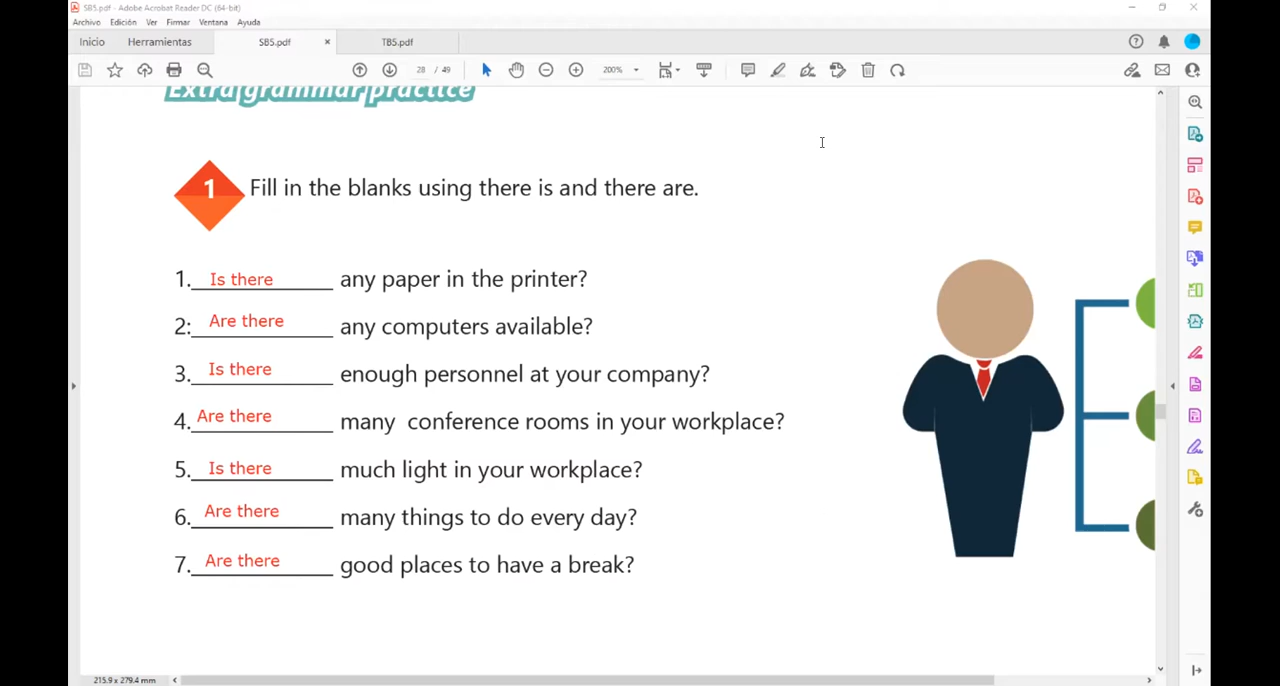 SB5.pdf - Adobe Acrobat Reader DC (64-bit)
Archivo Edición Ver Firmar Ventana Ayuda
Inicio Herramientas SB5.pdf × TB5.pdf
28 / 49 200%
Extra grammar practice
1 Fill in the blanks using there is and there are.
1. Is there any paper in the printer?
2: Are there any computers available?
3. Is there enough personnel at your company?
4. Are there many conference rooms in your workplace?
5. Is there much light in your workplace?
6. Are there many things to do every day?
7. Are there good places to have a break?
215.9 x 279.4 mm